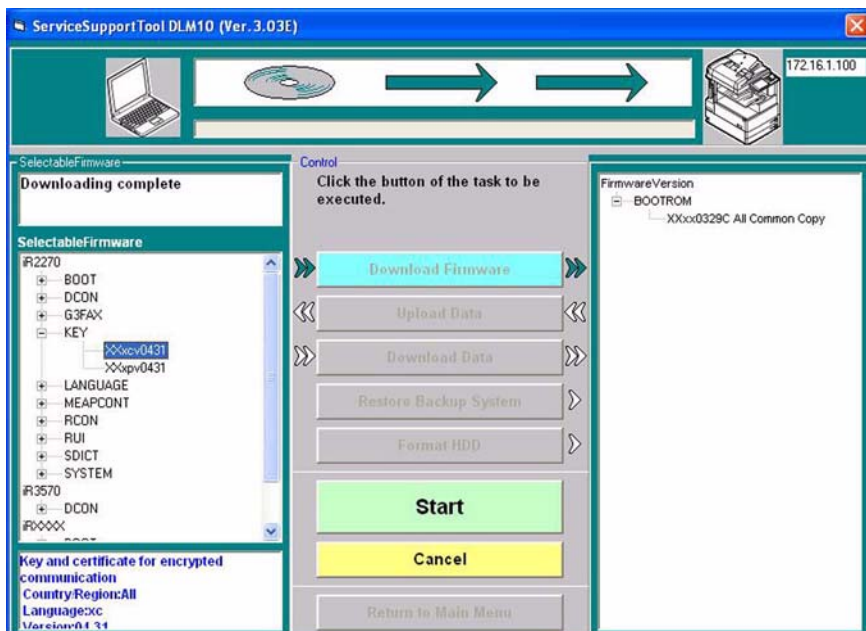 ServiceSupportTool DLM10 (Ver.3.03E)
172.16.1.100
SelectableFirmware
Downloading complete
SelectableFirmware
iR2270
BOOT
DCON
G3FAX
KEY
XXxcv0431
XXxpv0431
LANGUAGE
MEAPCONT
RCON
RUI
SDICT
SYSTEM
iR3570
DCON
iRXXXX
BOOT
Key and certificate for encrypted
communication
Country/Region:All
Language:xc
Version:04.31
Control
Click the button of the task to be
executed.
Download Firmware
Upload Data
Download Data
Restore Backup System
Format HDD
Start
Cancel
Return to Main Menu
FirmwareVersion
BOOTROM
XXxx0329C All Common Copy